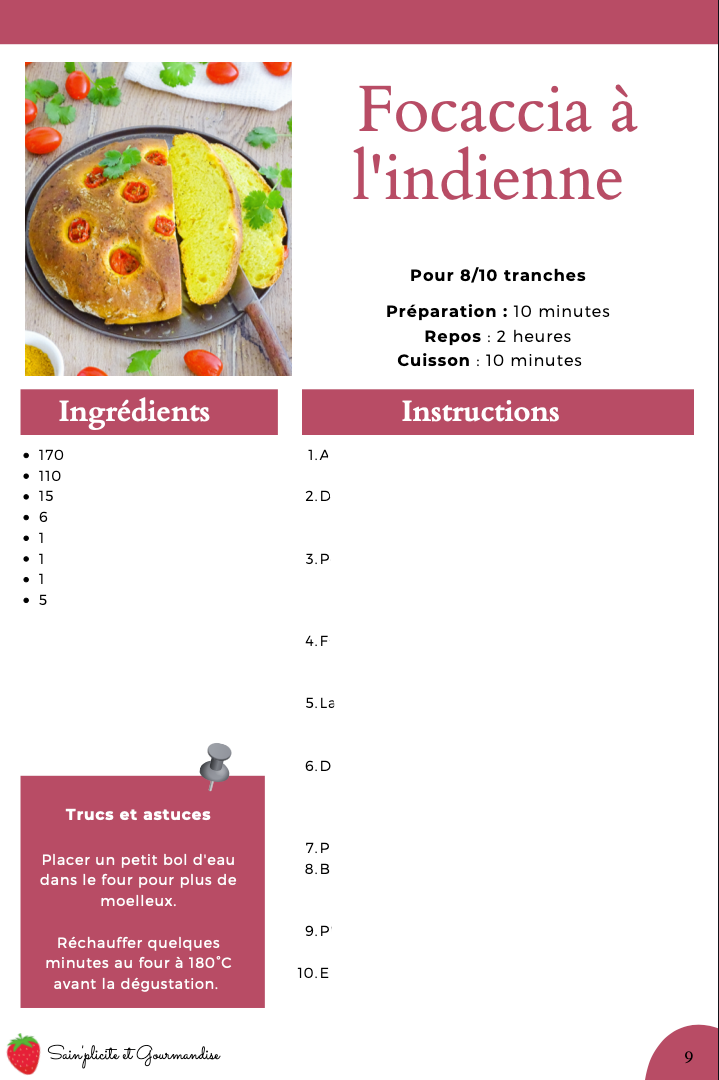 Focaccia à
l'indienne
Pour 8/10 tranches
Préparation : 10 minutes
Repos : 2 heures
Cuisson : 10 minutes
Ingrédients
• 170
• 110
• 15
• 6
• 1
• 1
• 1
• 5
Instructions
1. A
2. D
3. P
4. F
5. La
6. D
7. P
8. B
9. P
10. E
Trucs et astuces
Placer un petit bol d'eau
dans le four pour plus de
moelleux.
Réchauffer quelques
minutes au four à 180°C
avant la dégustation.
Sain'plicite et Gourmandise
9